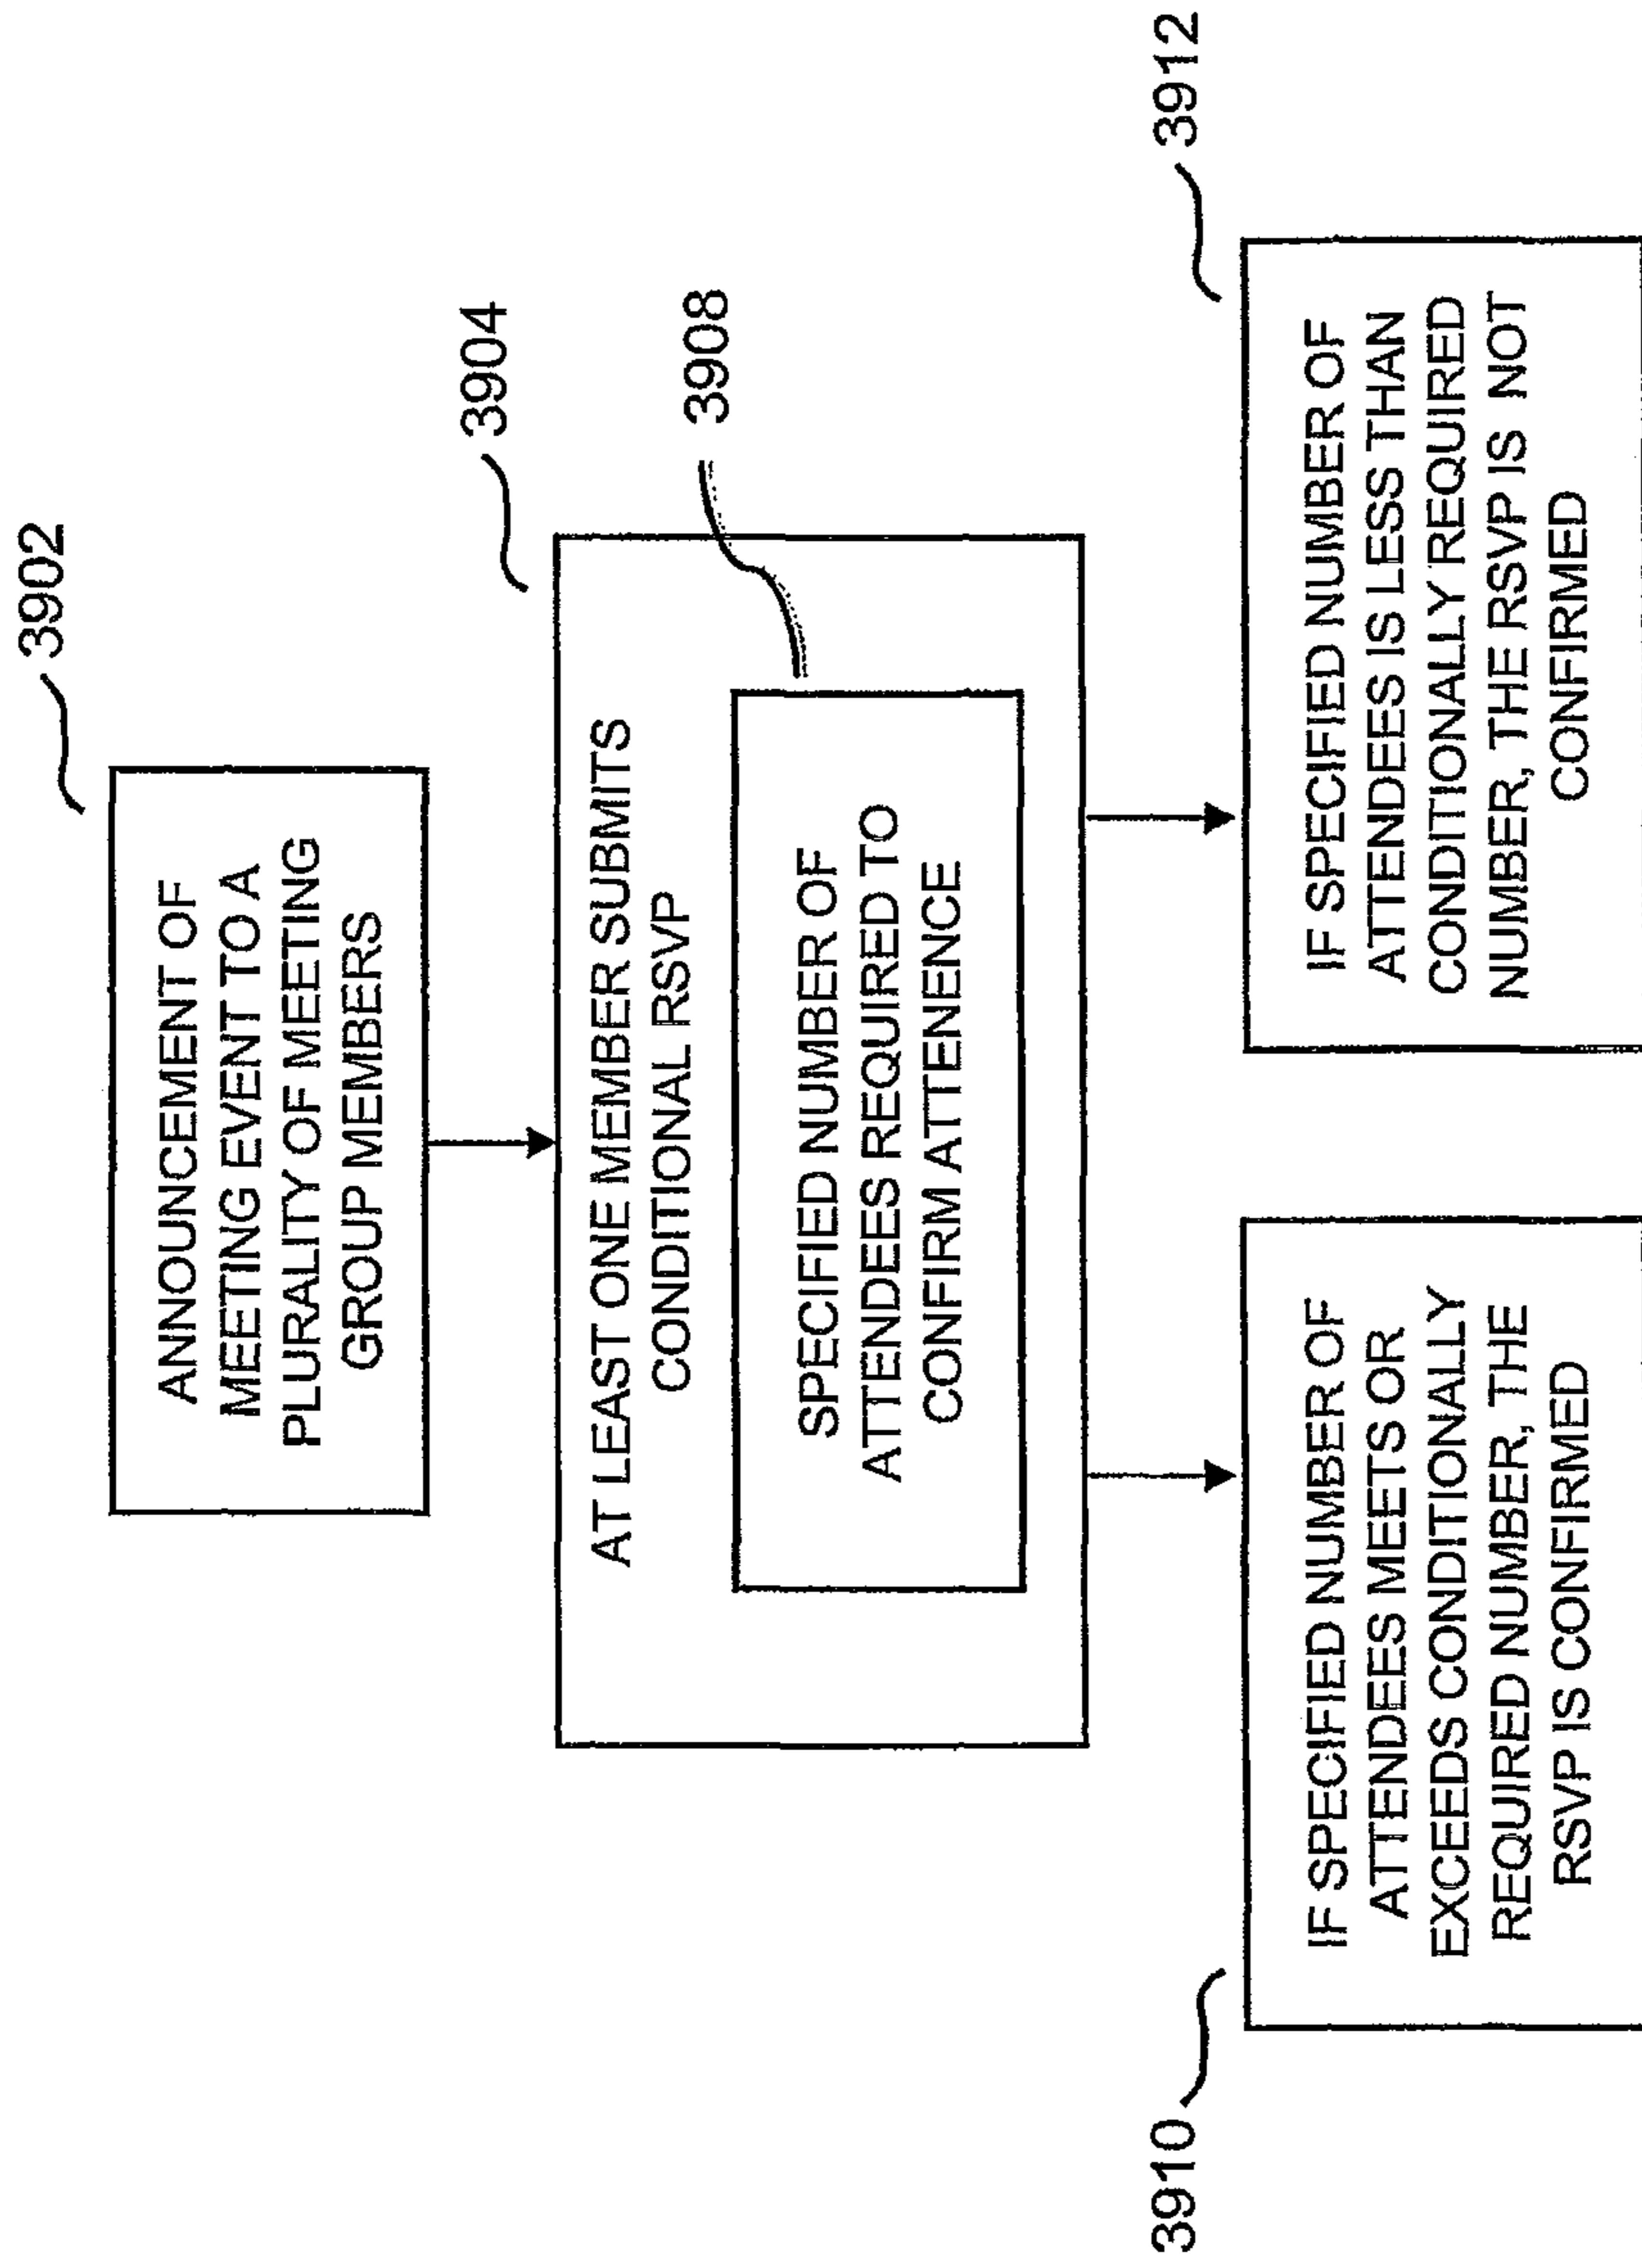 3902
ANNOUNCEMENT OF
MEETING EVENT TO A
PLURALITY OF MEETING
GROUP MEMBERS
3904
AT LEAST ONE MEMBER SUBMITS
CONDITIONAL RSVP
3908
SPECIFIED NUMBER OF
ATTENDEES REQUIRED TO
CONFIRM ATTENENCE
3910
IF SPECIFIED NUMBER OF
ATTENDEES MEETS OR
EXCEEDS CONDITIONALLY
REQUIRED NUMBER, THE
RSVP IS CONFIRMED
3912
IF SPECIFIED NUMBER OF
ATTENDEES IS LESS THAN
CONDITIONALLY REQUIRED
NUMBER, THE RSVP IS NOT
CONFIRMED